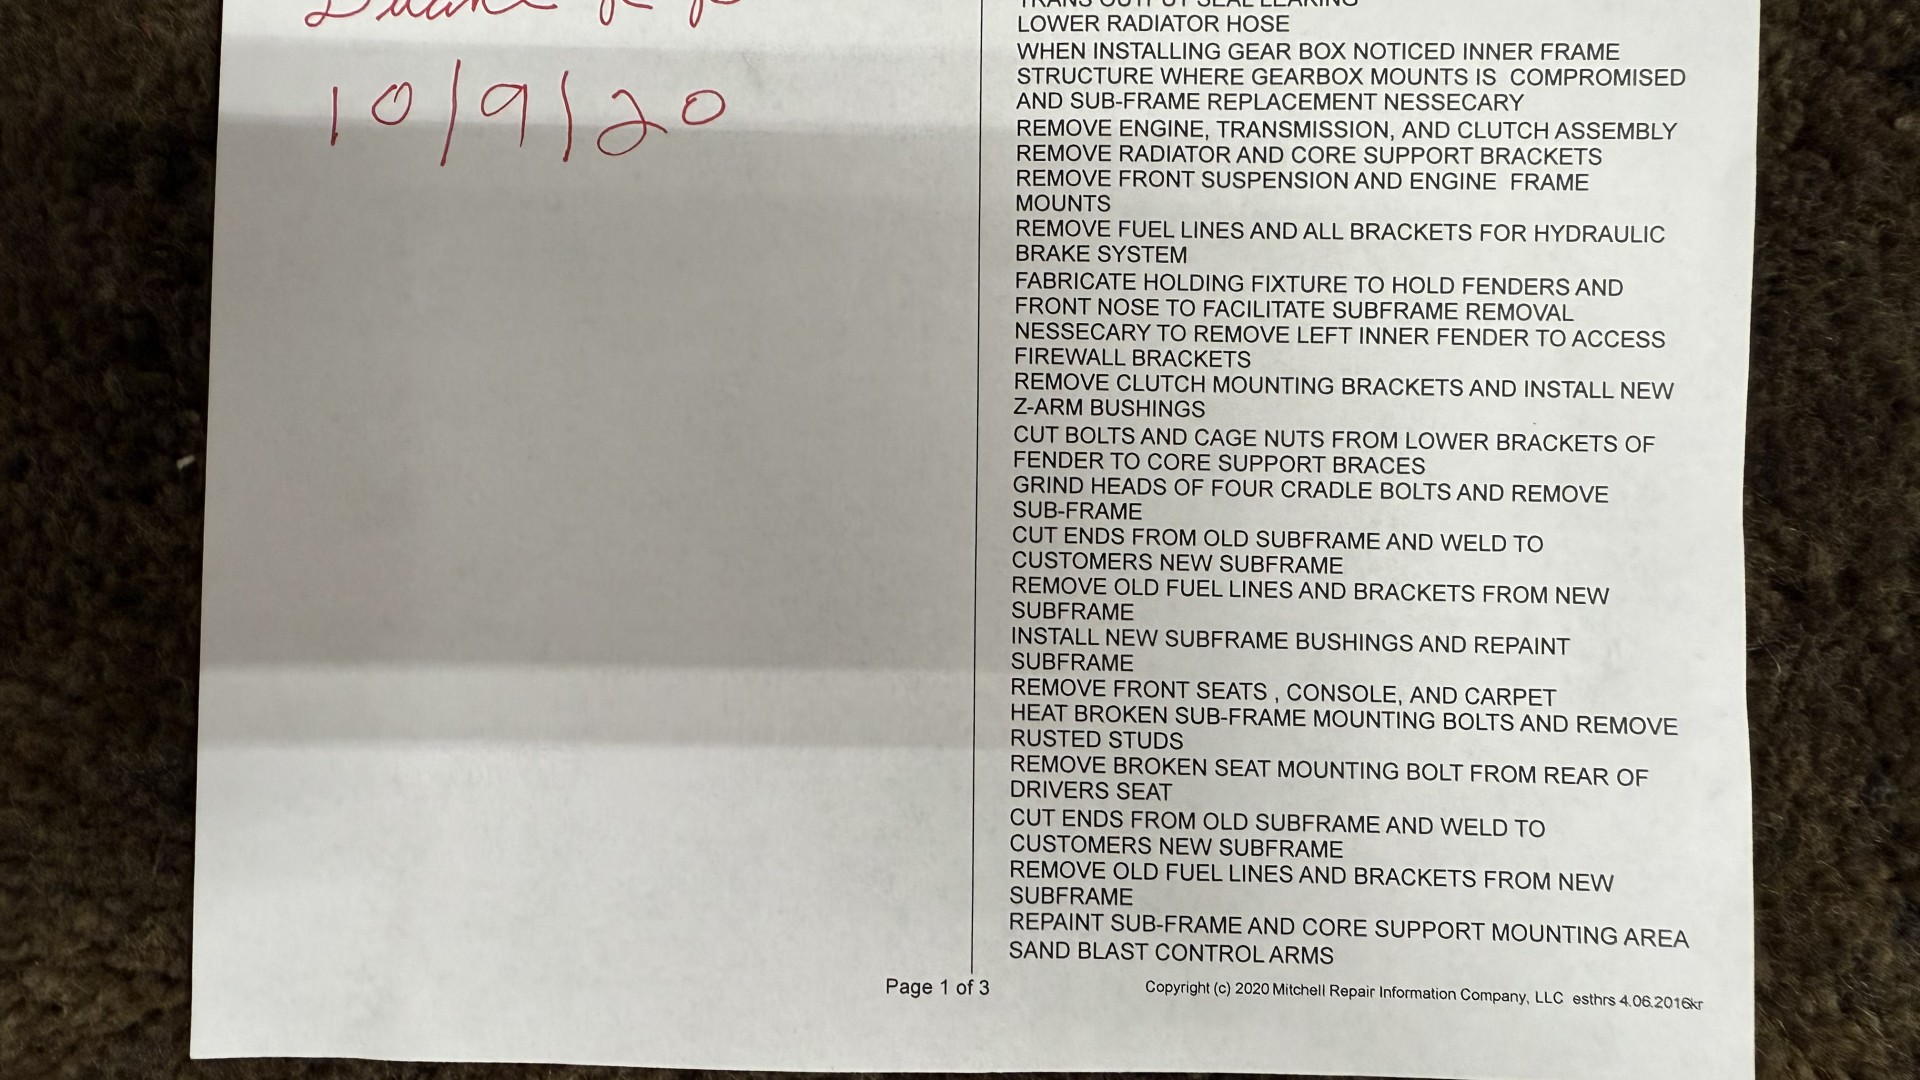 10/9/20
TRANS OUTPUT SEAL LEAKING
LOWER RADIATOR HOSE
WHEN INSTALLING GEAR BOX NOTICED INNER FRAME
STRUCTURE WHERE GEARBOX MOUNTS IS COMPROMISED
AND SUB-FRAME REPLACEMENT NESSECARY
REMOVE ENGINE, TRANSMISSION, AND CLUTCH ASSEMBLY
REMOVE RADIATOR AND CORE SUPPORT BRACKETS
REMOVE FRONT SUSPENSION AND ENGINE FRAME
MOUNTS
REMOVE FUEL LINES AND ALL BRACKETS FOR HYDRAULIC
BRAKE SYSTEM
FABRICATE HOLDING FIXTURE TO HOLD FENDERS AND
FRONT NOSE TO FACILITATE SUBFRAME REMOVAL
NESSECARY TO REMOVE LEFT INNER FENDER TO ACCESS
FIREWALL BRACKETS
REMOVE CLUTCH MOUNTING BRACKETS AND INSTALL NEW
Z-ARM BUSHINGS
CUT BOLTS AND CAGE NUTS FROM LOWER BRACKETS OF
FENDER TO CORE SUPPORT BRACES
GRIND HEADS OF FOUR CRADLE BOLTS AND REMOVE
SUB-FRAME
CUT ENDS FROM OLD SUBFRAME AND WELD TO
CUSTOMERS NEW SUBFRAME
REMOVE OLD FUEL LINES AND BRACKETS FROM NEW
SUBFRAME
INSTALL NEW SUBFRAME BUSHINGS AND REPAINT
SUBFRAME
REMOVE FRONT SEATS , CONSOLE, AND CARPET
HEAT BROKEN SUB-FRAME MOUNTING BOLTS AND REMOVE
RUSTED STUDS
REMOVE BROKEN SEAT MOUNTING BOLT FROM REAR OF
DRIVERS SEAT
CUT ENDS FROM OLD SUBFRAME AND WELD TO
CUSTOMERS NEW SUBFRAME
REMOVE OLD FUEL LINES AND BRACKETS FROM NEW
SUBFRAME
REPAINT SUB-FRAME AND CORE SUPPORT MOUNTING AREA
SAND BLAST CONTROL ARMS
Page 1 of 3
Copyright (c) 2020 Mitchell Repair Information Company, LLC esthrs 4.06.2016kr